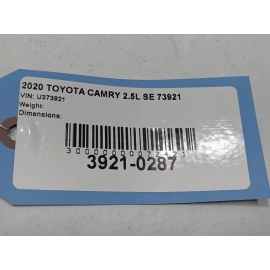 2020 TOYOTA CAMRY 2.5L SE 73921
VIN: U373921
Weight:
Dimensions:
3921-0287